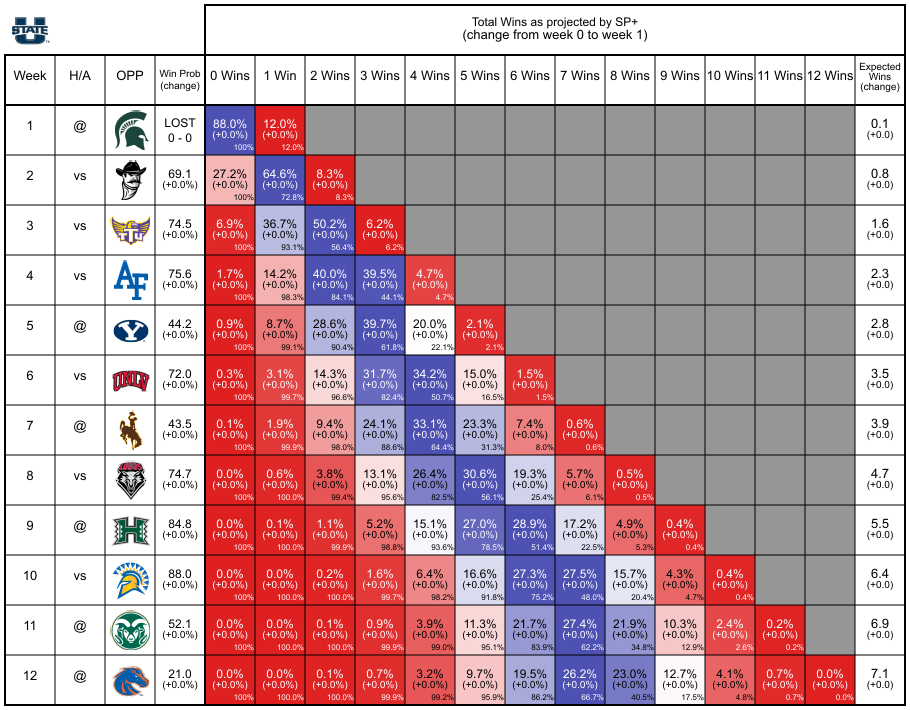 U
STATE
Total Wins as projected by SP+
(change from week 0 to week 1)
Week H/A OPP Win Prob (change) 0 Wins 1 Win 2 Wins 3 Wins 4 Wins 5 Wins 6 Wins 7 Wins 8 Wins 9 Wins 10 Wins 11 Wins 12 Wins Expected Wins (change)
1 @ LOST 88.0% 12.0% 0.1
0 - 0 (+0.0%) (+0.0%) (+0.0)
100% 12.0%
2 vs 69.1 27.2% 64.6% 8.3% 0.8
(+0.0%) (+0.0%) (+0.0%) (+0.0%) (+0.0)
100% 72.8% 8.3%
3 vs TTU 74.5 6.9% 36.7% 50.2% 6.2% 1.6
(+0.0%) (+0.0%) (+0.0%) (+0.0%) (+0.0%) (+0.0)
100% 93.1% 56.4% 6.2%
4 vs AF 75.6 1.7% 14.2% 40.0% 39.5% 4.7% 2.3
(+0.0%) (+0.0%) (+0.0%) (+0.0%) (+0.0%) (+0.0%) (+0.0)
100% 98.3% 84.1% 44.1% 4.7%
5 @ Y 44.2 0.9% 8.7% 28.6% 39.7% 20.0% 2.1% 2.8
(+0.0%) (+0.0%) (+0.0%) (+0.0%) (+0.0%) (+0.0%) (+0.0%) (+0.0)
100% 99.1% 90.4% 61.8% 22.1% 2.1%
6 vs UNLV 72.0 0.3% 3.1% 14.3% 31.7% 34.2% 15.0% 1.5% 3.5
(+0.0%) (+0.0%) (+0.0%) (+0.0%) (+0.0%) (+0.0%) (+0.0%) (+0.0%) (+0.0)
100% 99.7% 96.6% 82.4% 50.7% 16.5% 1.5%
7 @ 43.5 0.1% 1.9% 9.4% 24.1% 33.1% 23.3% 7.4% 0.6% 3.9
(+0.0%) (+0.0%) (+0.0%) (+0.0%) (+0.0%) (+0.0%) (+0.0%) (+0.0%) (+0.0%) (+0.0)
100% 99.9% 98.0% 88.6% 64.4% 31.3% 8.0% 0.6%
8 vs 74.7 0.0% 0.6% 3.8% 13.1% 26.4% 30.6% 19.3% 5.7% 0.5% 4.7
(+0.0%) (+0.0%) (+0.0%) (+0.0%) (+0.0%) (+0.0%) (+0.0%) (+0.0%) (+0.0%) (+0.0%) (+0.0)
100% 100.0% 99.4% 95.6% 82.5% 56.1% 25.4% 6.1% 0.5%
9 @ H 84.8 0.0% 0.1% 1.1% 5.2% 15.1% 27.0% 28.9% 17.2% 4.9% 0.4% 5.5
(+0.0%) (+0.0%) (+0.0%) (+0.0%) (+0.0%) (+0.0%) (+0.0%) (+0.0%) (+0.0%) (+0.0%) (+0.0%) (+0.0)
100% 100.0% 99.9% 98.8% 93.6% 78.5% 51.4% 22.5% 5.3% 0.4%
10 vs 88.0 0.0% 0.0% 0.2% 1.6% 6.4% 16.6% 27.3% 27.5% 15.7% 4.3% 0.4% 6.4
(+0.0%) (+0.0%) (+0.0%) (+0.0%) (+0.0%) (+0.0%) (+0.0%) (+0.0%) (+0.0%) (+0.0%) (+0.0%) (+0.0%) (+0.0)
100% 100.0% 100.0% 99.7% 98.2% 91.8% 75.2% 48.0% 20.4% 4.7% 0.4%
11 @ 52.1 0.0% 0.0% 0.1% 0.9% 3.9% 11.3% 21.7% 27.4% 21.9% 10.3% 2.4% 0.2% 6.9
(+0.0%) (+0.0%) (+0.0%) (+0.0%) (+0.0%) (+0.0%) (+0.0%) (+0.0%) (+0.0%) (+0.0%) (+0.0%) (+0.0%) (+0.0%) (+0.0)
100% 100.0% 100.0% 99.9% 99.0% 95.1% 83.9% 62.2% 34.8% 12.9% 2.6% 0.2%
12 @ 21.0 0.0% 0.0% 0.1% 0.7% 3.2% 9.7% 19.5% 26.2% 23.0% 12.7% 4.1% 0.7% 0.0% 7.1
(+0.0%) (+0.0%) (+0.0%) (+0.0%) (+0.0%) (+0.0%) (+0.0%) (+0.0%) (+0.0%) (+0.0%) (+0.0%) (+0.0%) (+0.0%) (+0.0%) (+0.0)
100% 100.0% 100.0% 99.9% 99.2% 95.9% 86.2% 66.7% 40.5% 17.5% 4.8% 0.7% 0.0%